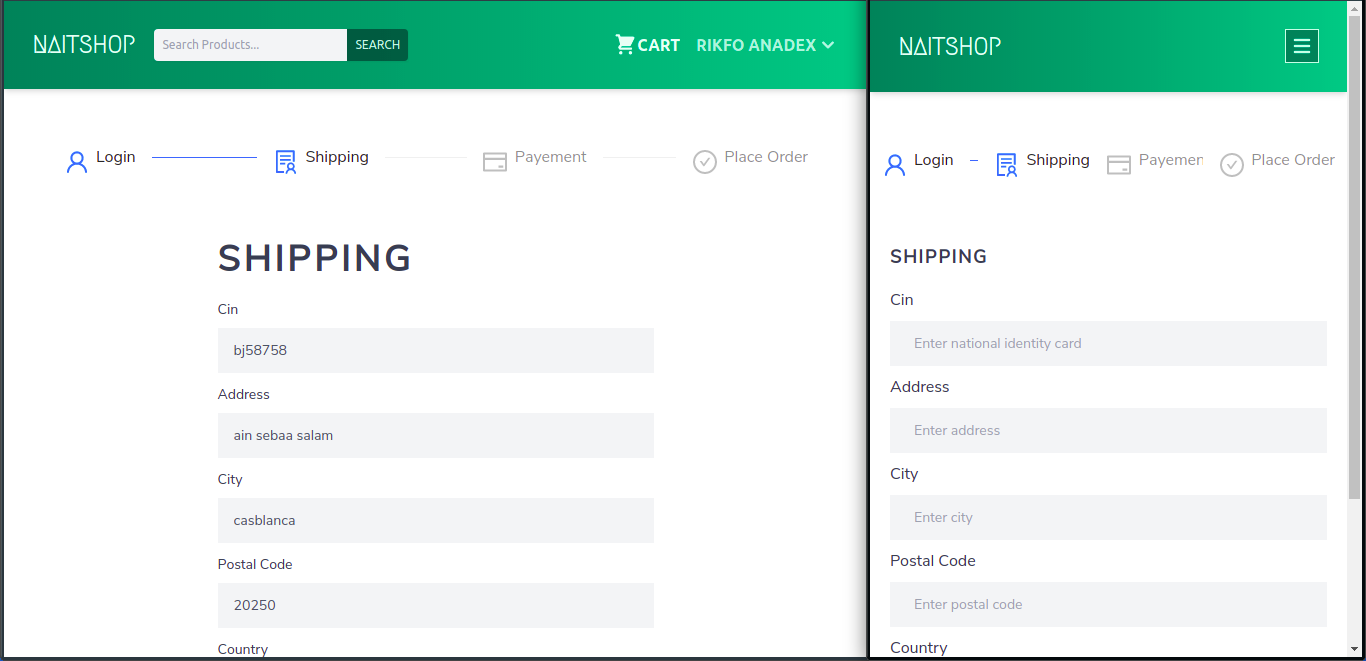 NAITSHOP Search Products... SEARCH CART RIKFO ANADEX
Login Shipping Payement Place Order
SHIPPING
Cin
bj58758
Address
ain sebaa salam
City
casblanca
Postal Code
20250
Country
NAITSHOP
Login Shipping Paymen Place Order
SHIPPING
Cin
Enter national identity card
Address
Enter address
City
Enter city
Postal Code
Enter postal code
Country